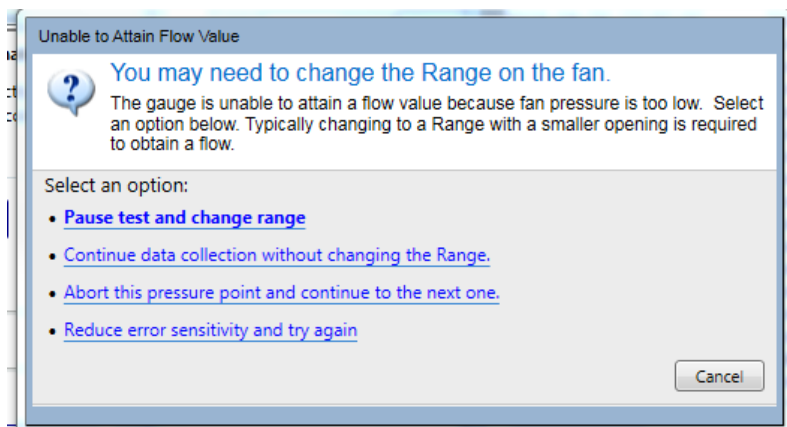 Unable to Attain Flow Value
You may need to change the Range on the fan.
The gauge is unable to attain a flow value because fan pressure is too low.  Select
an option below. Typically changing to a Range with a smaller opening is required
to obtain a flow.
Select an option:
• Pause test and change range
• Continue data collection without changing the Range.
• Abort this pressure point and continue to the next one.
• Reduce error sensitivity and try again
Cancel